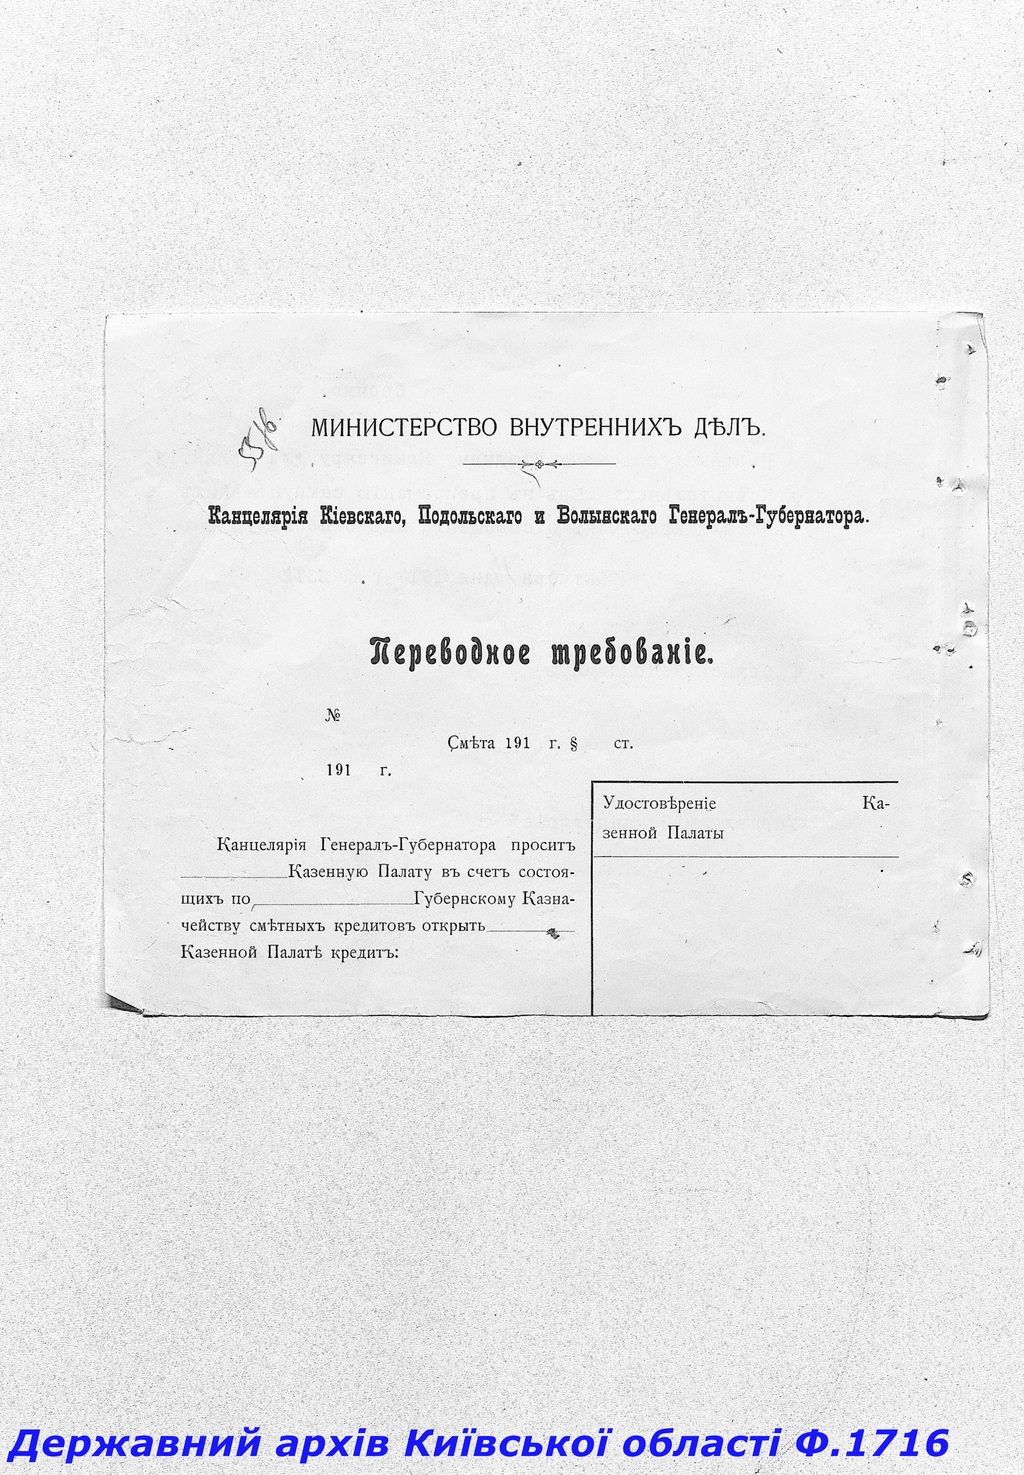 МИНИСТЕРСТВО ВНУТРЕННИХЪ ДѢЛЪ.
Канцелярія Кіевскаго, Подольскаго и Волынскаго Генералъ-Губернатора.
Переводное требованіе.
№
Смѣта 191 г. § ст.
191 г.
Канцелярія Генералъ-Губернатора проситъ
Казенную Палату въ счетъ состоя-
щихъ по Губернскому Казна-
чейству смѣтныхъ кредитовъ открыть
Казенной Палатѣ кредитъ:
Удостовѣреніе Ка-
зенной Палаты
Державний архів Київської області Ф.1716